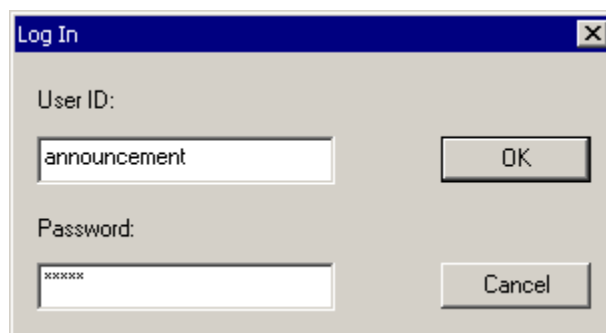 Log In
User ID:
announcement
OK
Password:
*****
Cancel